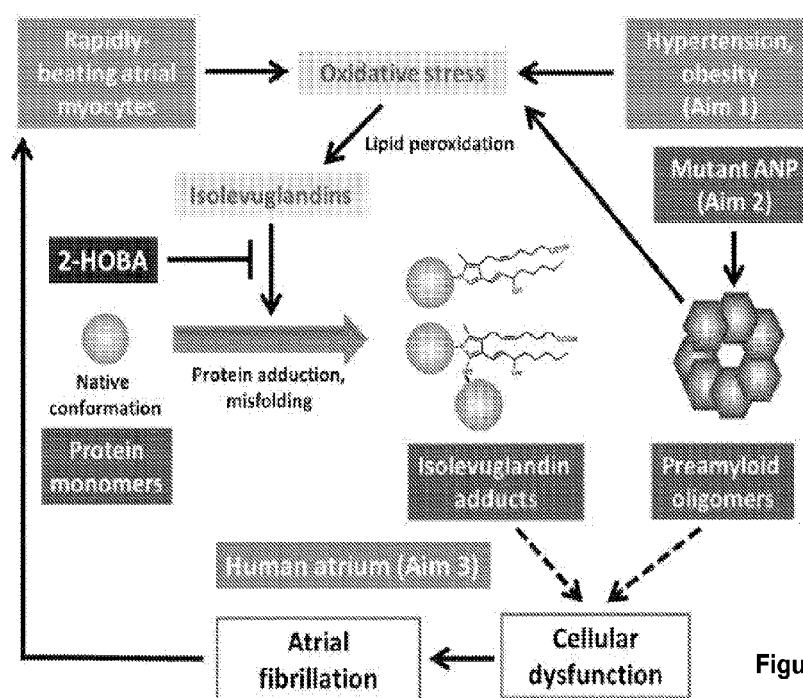 Rapidly-
beating atrial
myocytes
Oxidative stress
Hypertension,
obesity
(Aim 1)
Lipid peroxidation
Isolevuglandins
Mutant ANP
(Aim 2)
2-HOBA
Native
conformation
Protein adduction,
misfolding
Protein
monomers
Isolevuglandin
adducts
Preamyloid
oligomers
Human atrium (Aim 3)
Atrial
fibrillation
Cellular
dysfunction
Figu